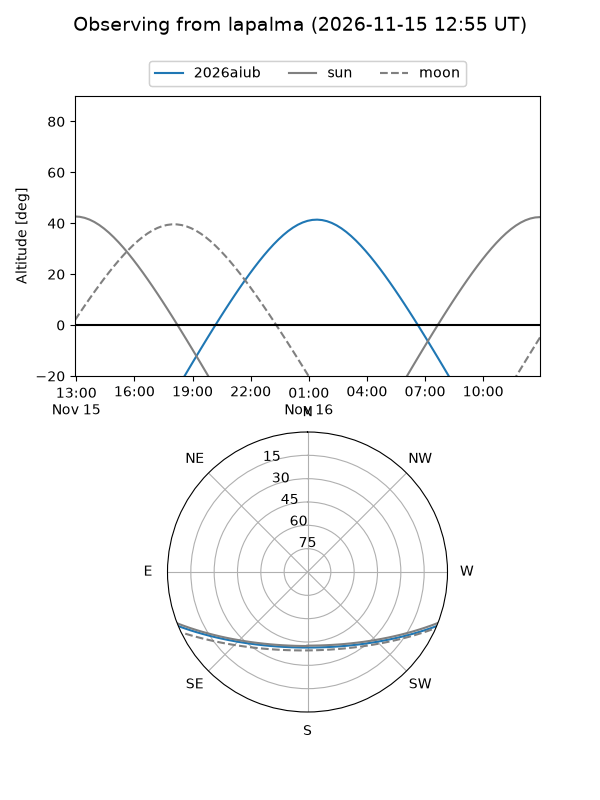 Observing from lapalma (2026-11-15 12:55 UT)
2026aiub sun moon
80
60
40
20
0
−20
Altitude [deg]
13:00 16:00 19:00 22:00 01:00 04:00 07:00 10:00
Nov 15 Nov 16
N
NE NW
15
30
45
60
75
E W
SE SW
S